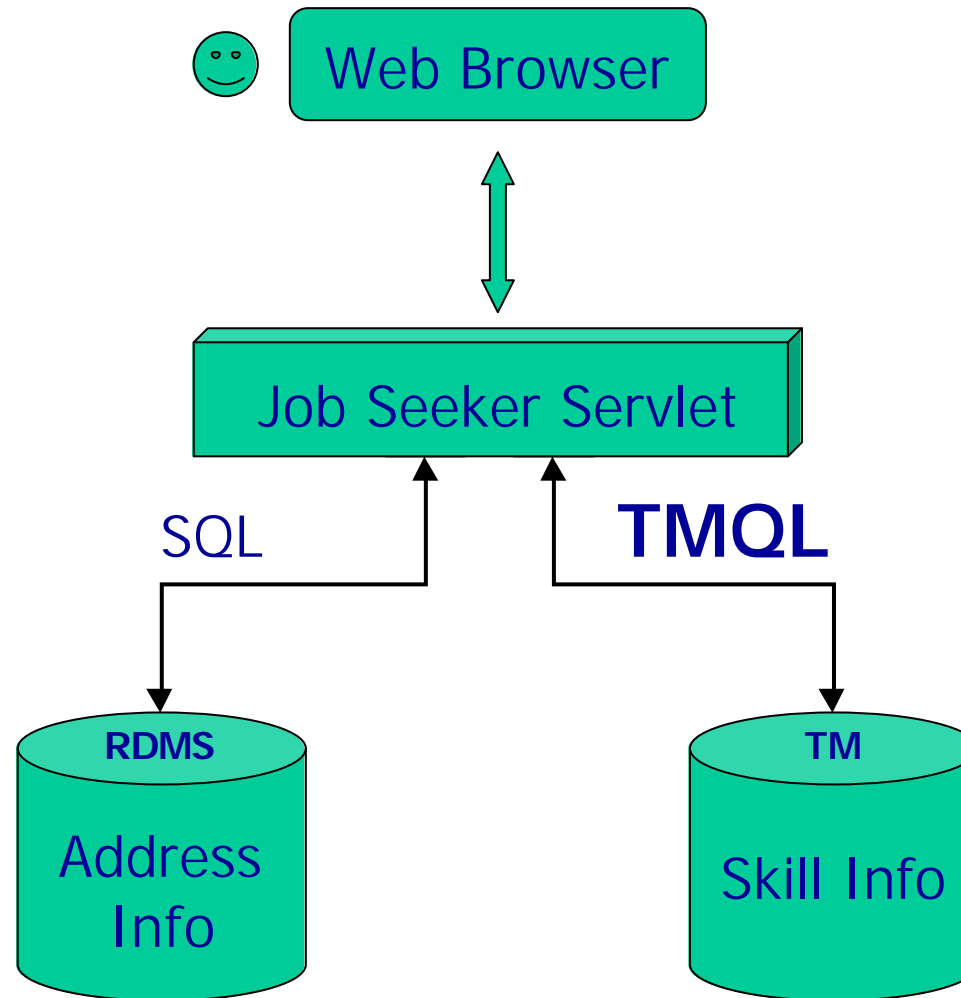 Web Browser
Job Seeker Servlet
SQL
TMQL
RDMS
TM
Address
Info
Skill Info